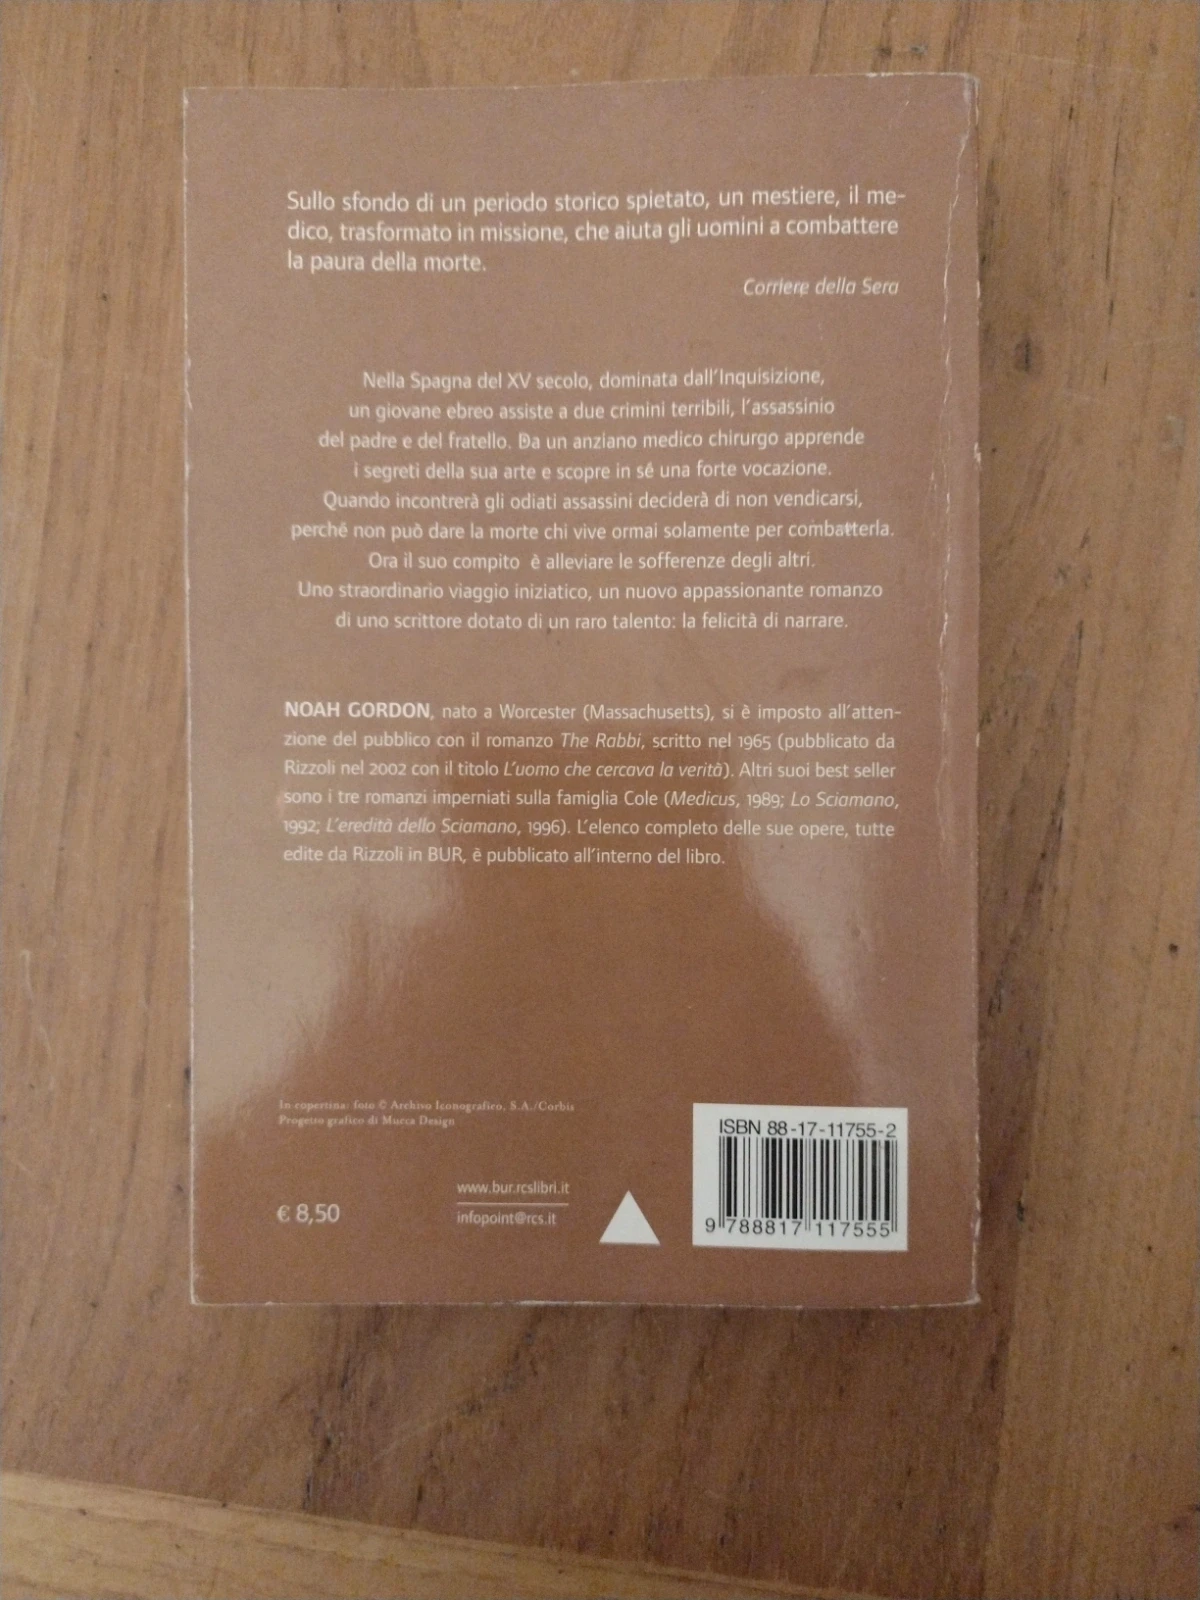 Sullo sfondo di un periodo storico spietato, un mestiere, il me-
dico, trasformato in missione, che aiuta gli uomini a combattere
la paura della morte.
Corriere della Sera
Nella Spagna del XV secolo, dominata dall'Inquisizione,
un giovane ebreo assiste a due crimini terribili, l'assassinio
del padre e del fratello. Da un anziano medico chirurgo apprende
i segreti della sua arte e scopre in sé una forte vocazione.
Quando incontrerà gli odiati assassini deciderà di non vendicarsi,
perché non può dare la morte chi vive ormai solamente per combatterla.
Ora il suo compito è alleviare le sofferenze degli altri.
Uno straordinario viaggio iniziatico, un nuovo appassionante romanzo
di uno scrittore dotato di un raro talento: la felicità di narrare.
NOAH GORDON, nato a Worcester (Massachusetts), si è imposto all'atten-
zione del pubblico con il romanzo The Rabbi, scritto nel 1965 (pubblicato da
Rizzoli nel 2002 con il titolo L'uomo che cercava la verità). Altri suoi best seller
sono i tre romanzi imperniati sulla famiglia Cole (Medicus, 1989; Lo Sciamano,
1992; L'eredità dello Sciamano, 1996). L'elenco completo delle sue opere, tutte
edite da Rizzoli in BUR, è pubblicato all'interno del libro.
In copertina: foto © Archivo Iconografico, S.A./Corbis
Progetto grafico di Mucca Design
€ 8,50
www.bur.rcslibri.it
infopoint@rcs.it
ISBN 88-17-11755-2
9 788817 117555